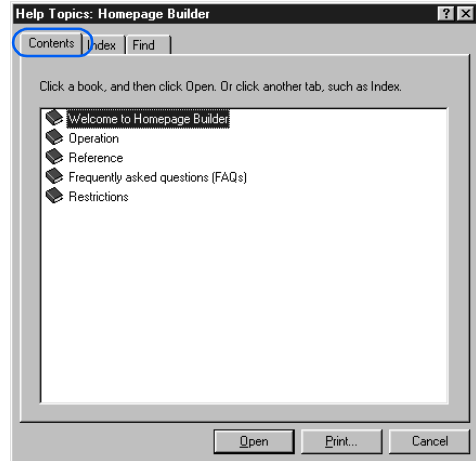 Help Topics: Homepage Builder
Contents Index Find
Click a book, and then click Open. Or click another tab, such as Index.
Welcome to Homepage Builder
Operation
Reference
Frequently asked questions (FAQs)
Restrictions
Open Print... Cancel